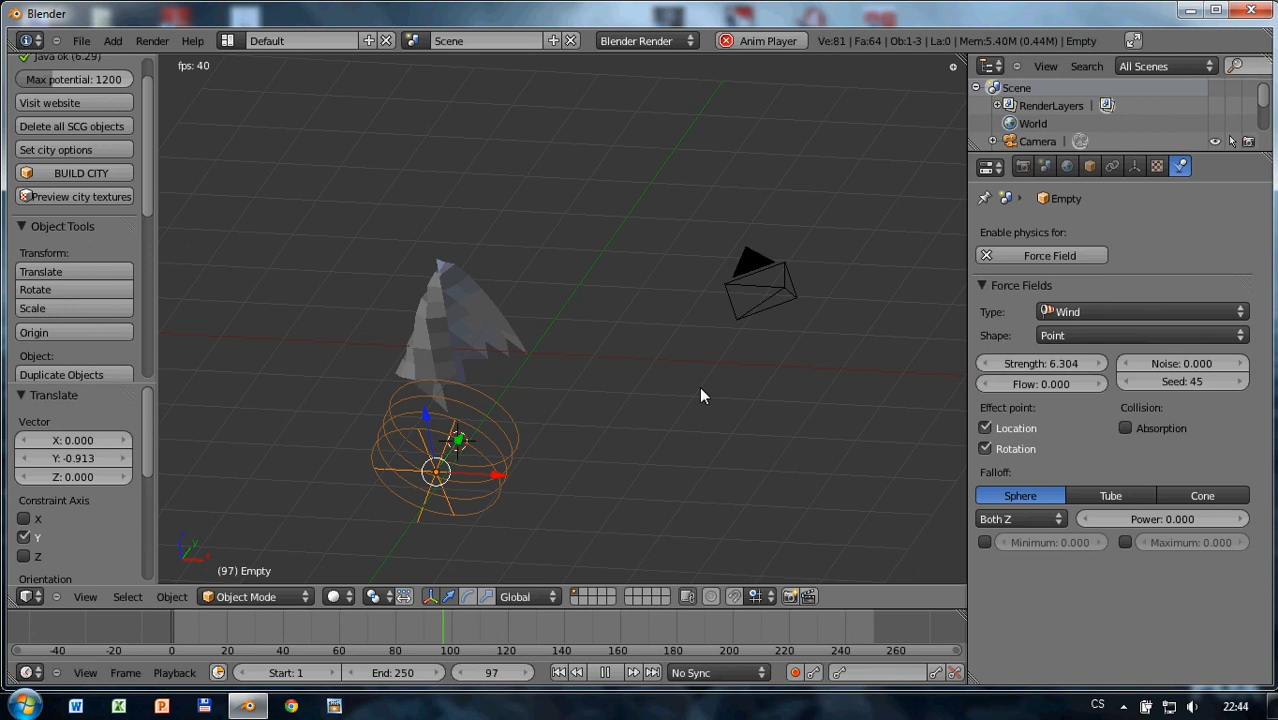 Blender
File Add Render Help Default Scene Blender Render Anim Player Ve:81 | Fa:64 | Ob:1-3 | La:0 | Mem:5.40M (0.44M) | Empty
Java ok (6.29)
Max potential: 1200
Visit website
Delete all SCG objects
Set city options
BUILD CITY
Preview city textures
Object Tools
Transform:
Translate
Rotate
Scale
Origin
Object:
Duplicate Objects
Translate
Vector
X: 0.000
Y: -0.913
Z: 0.000
Constraint Axis
X
Y
Z
Orientation
fps: 40
z
y
x
(97) Empty
View Select Object Object Mode Global
-40 -20 0 20 40 60 80 100 120 140 160 180 200 220 240 260
View Frame Playback Start: 1 End: 250 97 No Sync
View Search All Scenes
Scene
RenderLayers
World
Camera
Empty
Enable physics for:
Force Field
Force Fields
Type: Wind
Shape: Point
Strength: 6.304 Noise: 0.000
Flow: 0.000 Seed: 45
Effect point: Collision:
Location Absorption
Rotation
Falloff:
Sphere Tube Cone
Both Z Power: 0.000
Minimum: 0.000 Maximum: 0.000
CS 22:44